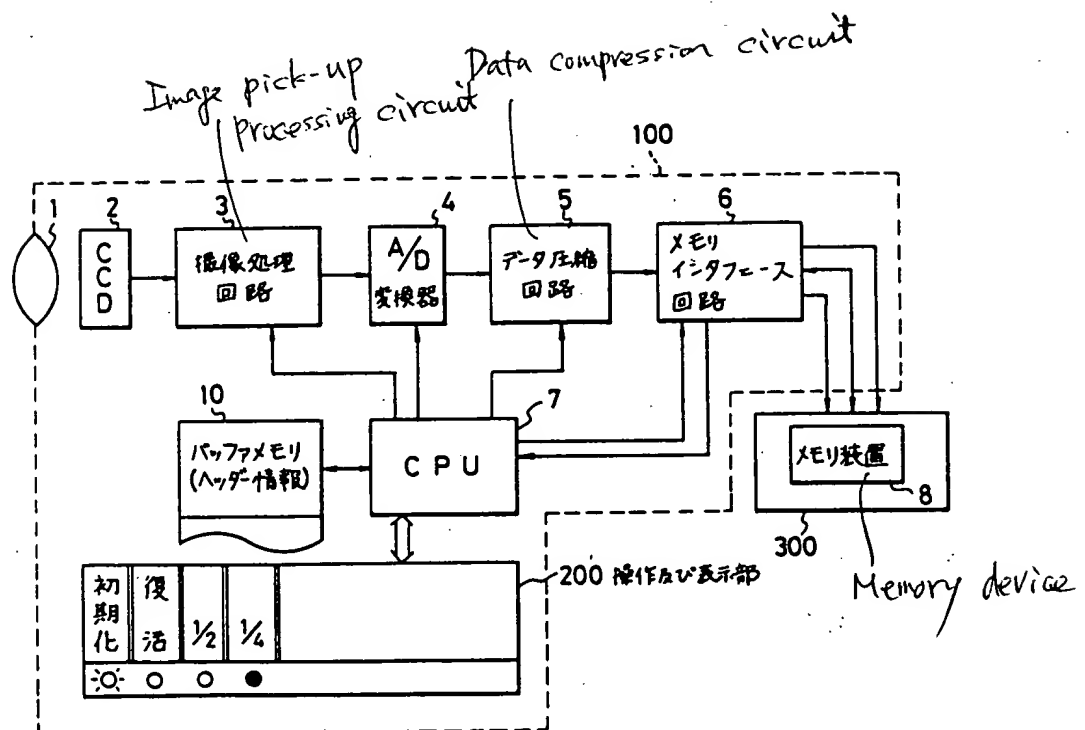 Image pick-up
processing circuit
Data compression circuit
100
1
2
3
4
5
6
CCD
撮像処理
回路
A/D
変換器
データ圧縮
回路
メモリ
インタフェース
回路
10
バッファメモリ
(ヘッダー情報)
7
CPU
メモリ装置
8
300
Memory device
200 操作及び表示部
初期化
復活
1/2
1/4